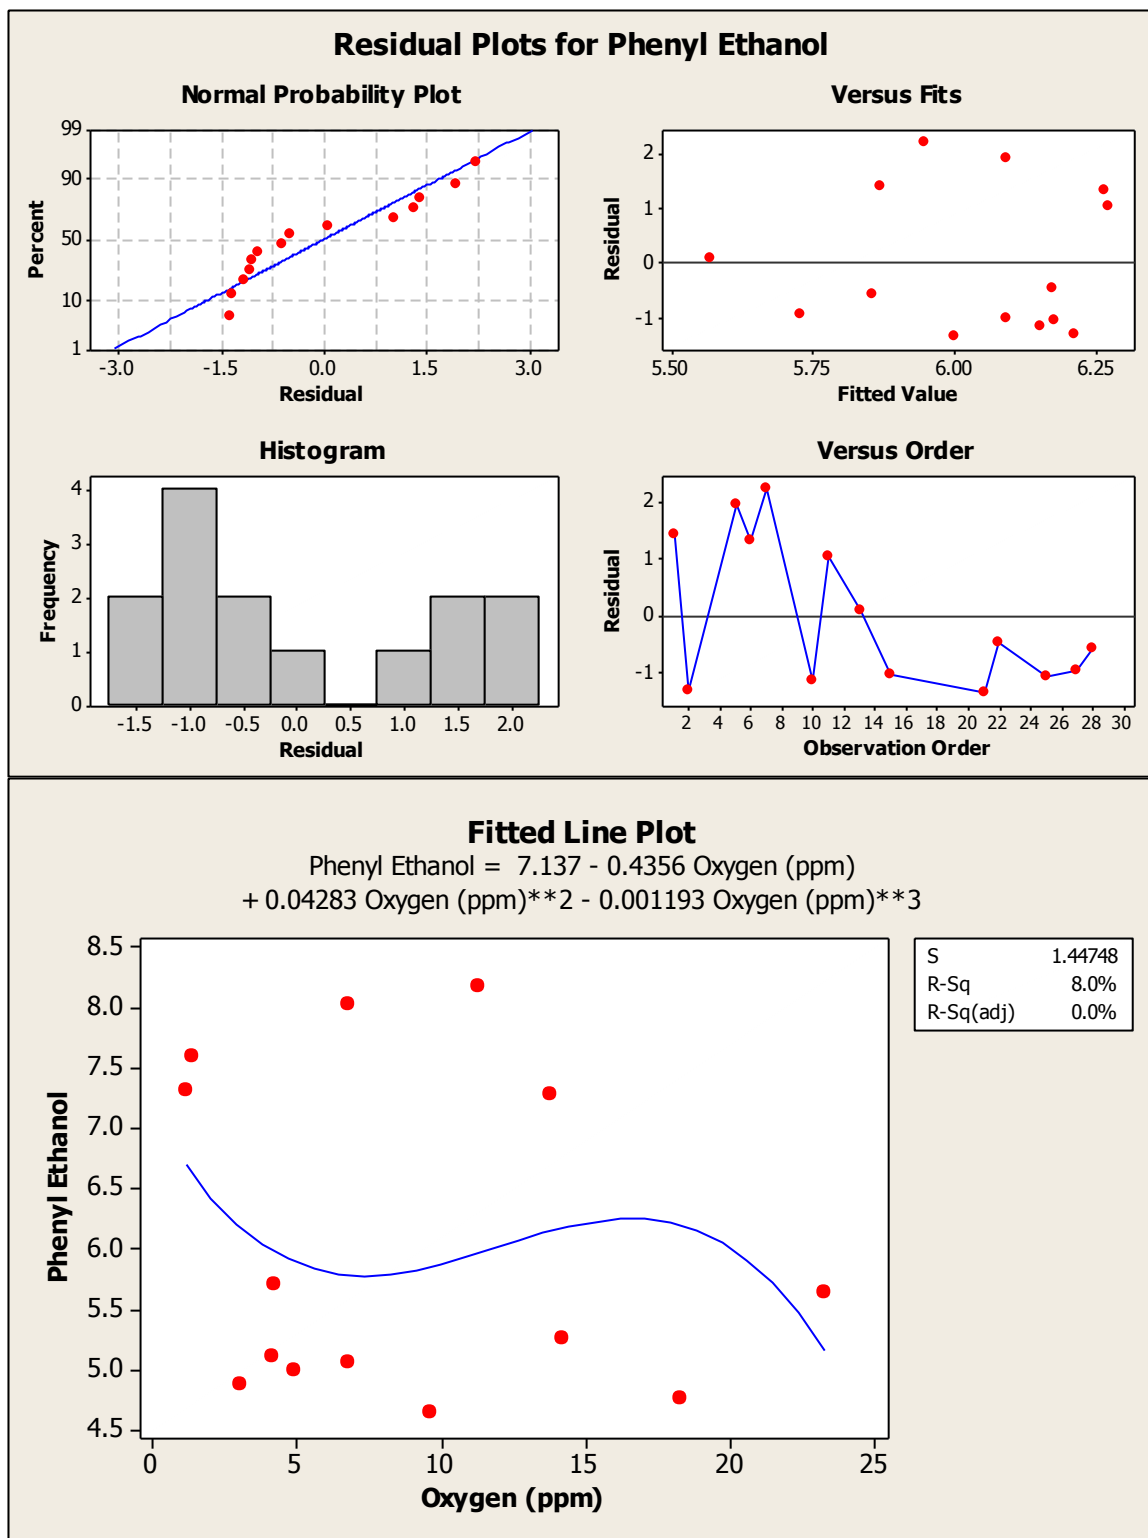 Residual Plots for Phenyl Ethanol
Normal Probability Plot
99
90
50
10
1
Percent
-3.0 -1.5 0.0 1.5 3.0
Residual
Versus Fits
2
1
0
-1
Residual
5.50 5.75 6.00 6.25
Fitted Value
Histogram
4
3
2
1
0
Frequency
-1.5 -1.0 -0.5 0.0 0.5 1.0 1.5 2.0
Residual
Versus Order
2
1
0
-1
Residual
2 4 6 8 10 12 14 16 18 20 22 24 26 28 30
Observation Order
Fitted Line Plot
Phenyl Ethanol = 7.137 - 0.4356 Oxygen (ppm)
+ 0.04283 Oxygen (ppm)**2 - 0.001193 Oxygen (ppm)**3
8.5
8.0
7.5
7.0
6.5
6.0
5.5
5.0
4.5
Phenyl Ethanol
0 5 10 15 20 25
Oxygen (ppm)
S 1.44748
R-Sq 8.0%
R-Sq(adj) 0.0%